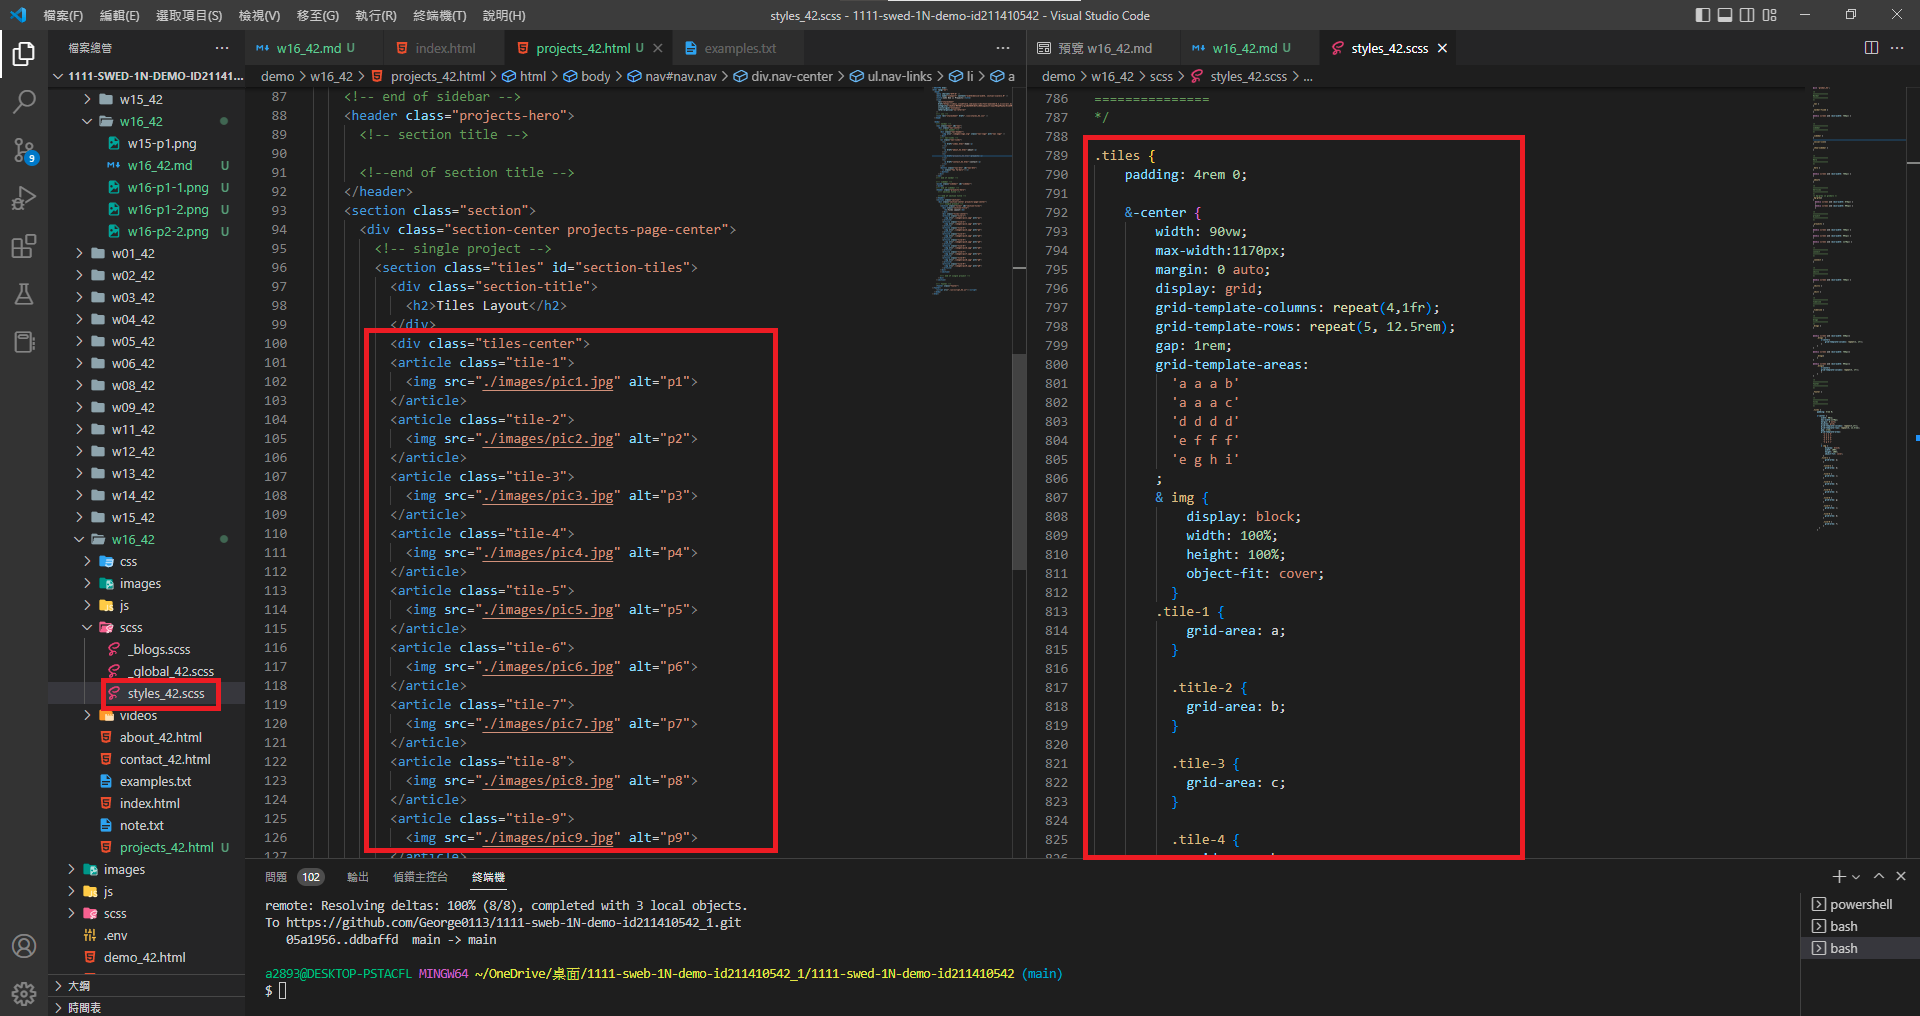 檔案(F) 編輯(E) 選取項目(S) 檢視(V) 移至(G) 執行(R) 終端機(T) 說明(H)
styles_42.scss - 1111-swed-1N-demo-id211410542 - Visual Studio Code
檔案總管
1111-SWED-1N-DEMO-ID21141...
w15_42
w16_42
w15-p1.png
w16_42.md U
w16-p1-1.png U
w16-p1-2.png U
w16-p2-2.png U
w01_42
w02_42
w03_42
w04_42
w05_42
w06_42
w08_42
w09_42
w11_42
w12_42
w13_42
w14_42
w15_42
w16_42
css
images
js
scss
_blogs.scss
_global_42.scss
styles_42.scss
videos
about_42.html
contact_42.html
examples.txt
index.html
note.txt
projects_42.html U
images
js
scss
.env
demo_42.html
大綱
時間表
9
w16_42.md U index.html projects_42.html U examples.txt
demo > w16_42 > projects_42.html > html > body > nav#nav.nav > div.nav-center > ul.nav-links > li > a
87 <!-- end of sidebar -->
88 <header class="projects-hero">
89 <!-- section title -->
90
91 <!--end of section title -->
92 </header>
93 <section class="section">
94 <div class="section-center projects-page-center">
95 <!-- single project -->
96 <section class="tiles" id="section-tiles">
97 <div class="section-title">
98 <h2>Tiles Layout</h2>
99 </div>
100 <div class="tiles-center">
101 <article class="tile-1">
102 <img src="./images/pic1.jpg" alt="p1">
103 </article>
104 <article class="tile-2">
105 <img src="./images/pic2.jpg" alt="p2">
106 </article>
107 <article class="tile-3">
108 <img src="./images/pic3.jpg" alt="p3">
109 </article>
110 <article class="tile-4">
111 <img src="./images/pic4.jpg" alt="p4">
112 </article>
113 <article class="tile-5">
114 <img src="./images/pic5.jpg" alt="p5">
115 </article>
116 <article class="tile-6">
117 <img src="./images/pic6.jpg" alt="p6">
118 </article>
119 <article class="tile-7">
120 <img src="./images/pic7.jpg" alt="p7">
121 </article>
122 <article class="tile-8">
123 <img src="./images/pic8.jpg" alt="p8">
124 </article>
125 <article class="tile-9">
126 <img src="./images/pic9.jpg" alt="p9">
127 </article>
預覽 w16_42.md w16_42.md U styles_42.scss
demo > w16_42 > scss > styles_42.scss > ...
786 ===============
787 */
788
789 .tiles {
790 padding: 4rem 0;
791
792 &-center {
793 width: 90vw;
794 max-width:1170px;
795 margin: 0 auto;
796 display: grid;
797 grid-template-columns: repeat(4,1fr);
798 grid-template-rows: repeat(5, 12.5rem);
799 gap: 1rem;
800 grid-template-areas:
801 'a a a b'
802 'a a a c'
803 'd d d d'
804 'e f f f'
805 'e g h i'
806 ;
807 & img {
808 display: block;
809 width: 100%;
810 height: 100%;
811 object-fit: cover;
812 }
813 .tile-1 {
814 grid-area: a;
815 }
816
817 .title-2 {
818 grid-area: b;
819 }
820
821 .tile-3 {
822 grid-area: c;
823 }
824
825 .tile-4 {
問題 102 輸出 偵錯主控台 終端機
remote: Resolving deltas: 100% (8/8), completed with 3 local objects.
To https://github.com/George0113/1111-sweb-1N-demo-id211410542_1.git
05a1956..ddbaffd main -> main
a2893@DESKTOP-PSTACFL MINGW64 ~/OneDrive/桌面/1111-sweb-1N-demo-id211410542_1/1111-swed-1N-demo-id211410542 (main)
$
powershell
bash
bash